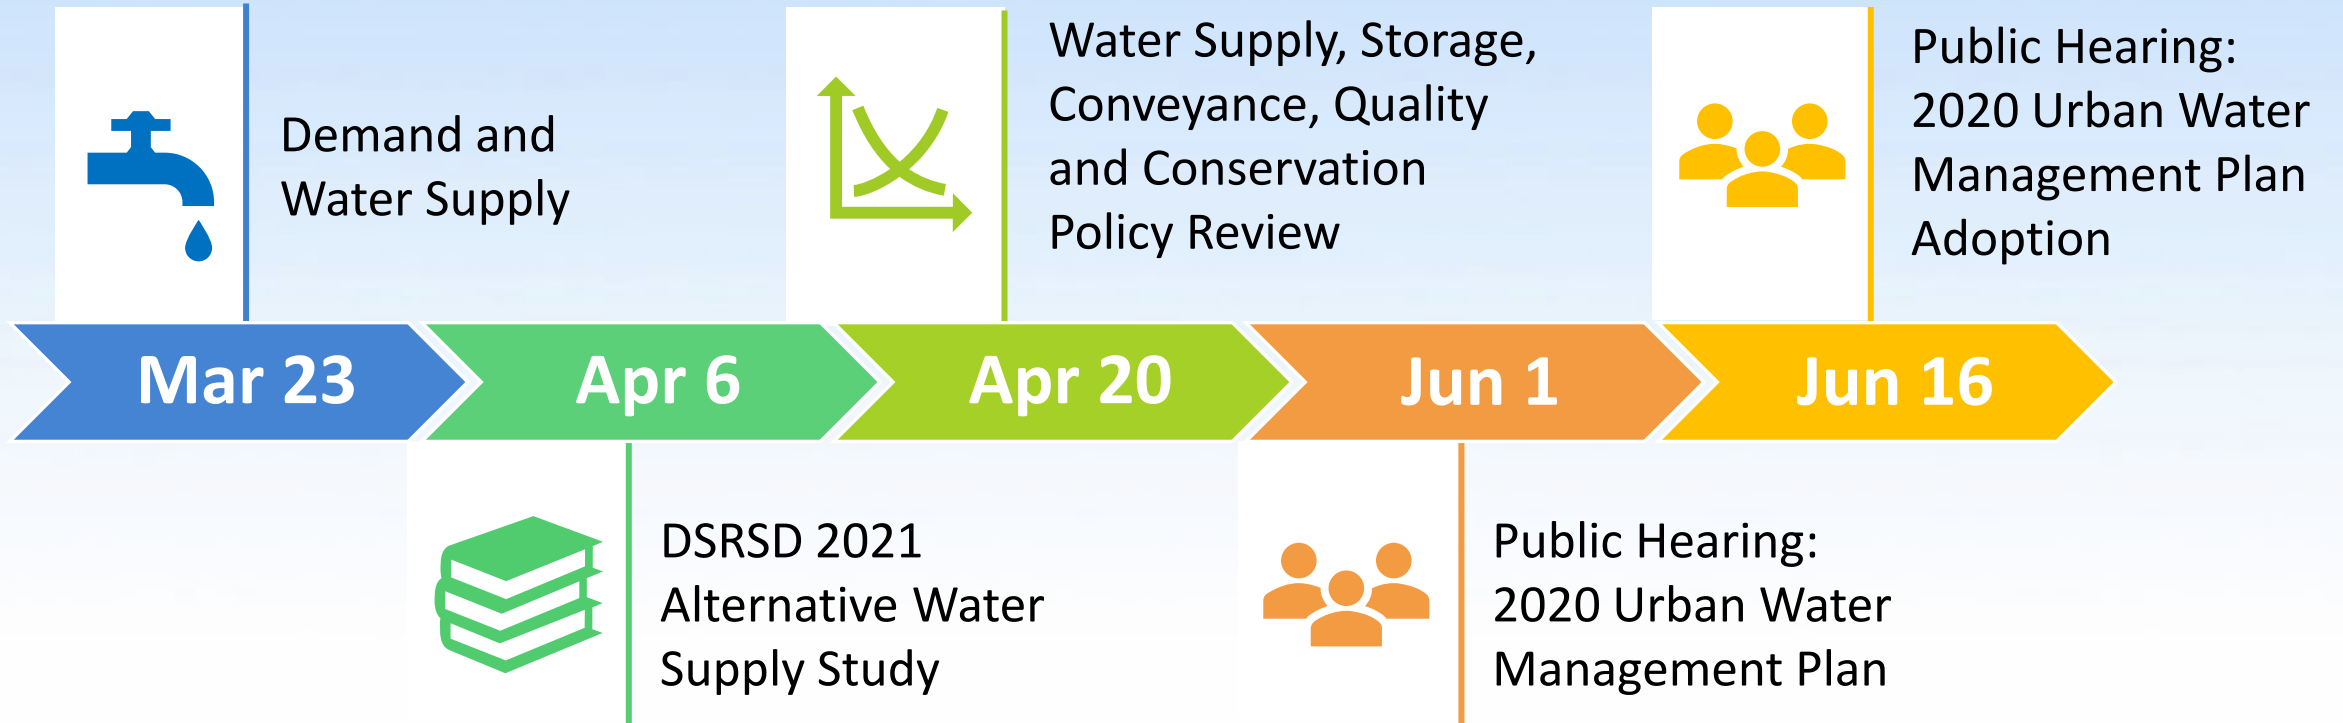 Demand and
Water Supply
Water Supply, Storage,
Conveyance, Quality
and Conservation
Policy Review
Public Hearing:
2020 Urban Water
Management Plan
Adoption
Mar 23
Apr 6
Apr 20
Jun 1
Jun 16
DSRSD 2021
Alternative Water
Supply Study
Public Hearing:
2020 Urban Water
Management Plan